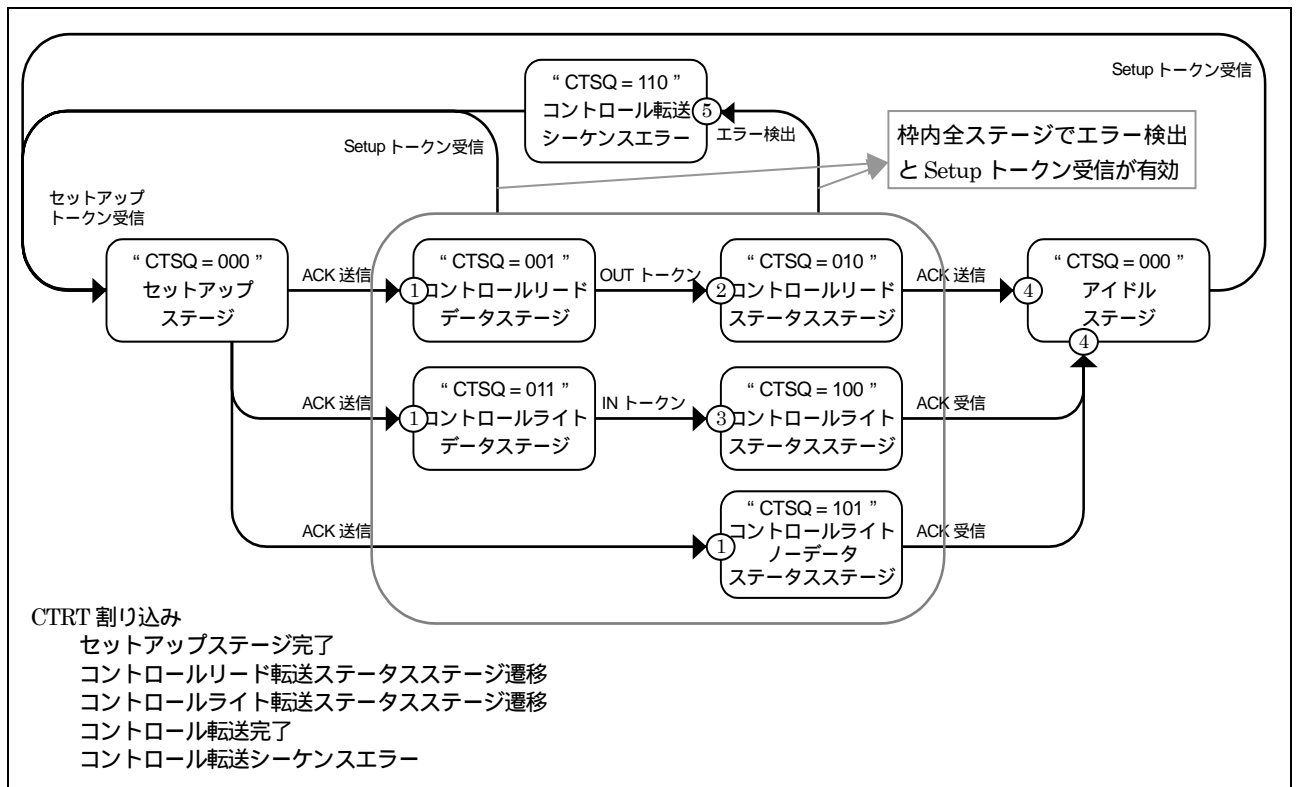 Setup トークン受信
“ CTSQ = 110 ”
コントロール転送
シーケンスエラー
5
エラー検出
Setup トークン受信
枠内全ステージでエラー検出
と Setup トークン受信が有効
セットアップ
トークン受信
“ CTSQ = 000 ”
セットアップ
ステージ
ACK 送信
1
“ CTSQ = 001 ”
コントロールリード
データステージ
OUT トークン
2
“ CTSQ = 010 ”
コントロールリード
ステータスステージ
ACK 送信
4
“ CTSQ = 000 ”
アイドル
ステージ
4
ACK 送信
1
“ CTSQ = 011 ”
コントロールライト
データステージ
IN トークン
3
“ CTSQ = 100 ”
コントロールライト
ステータスステージ
ACK 受信
ACK 送信
1
“ CTSQ = 101 ”
コントロールライト
ノーデータ
ステータスステージ
ACK 受信
CTRT 割り込み
セットアップステージ完了
コントロールリード転送ステータスステージ遷移
コントロールライト転送ステータスステージ遷移
コントロール転送完了
コントロール転送シーケンスエラー